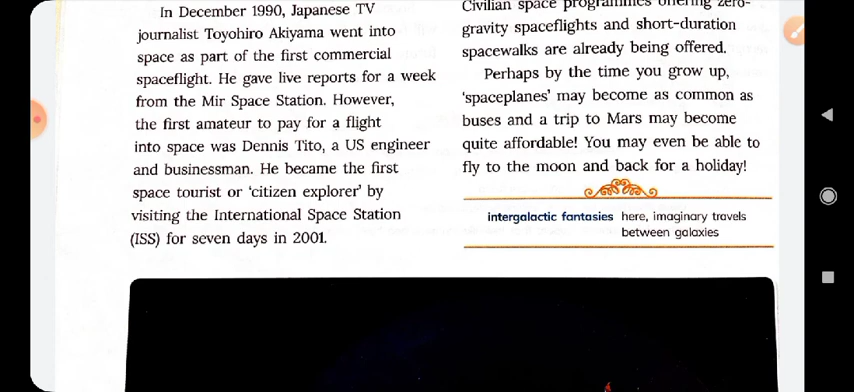 In December 1990, Japanese TV
journalist Toyohiro Akiyama went into
space as part of the first commercial
spaceflight. He gave live reports for a week
from the Mir Space Station. However,
the first amateur to pay for a flight
into space was Dennis Tito, a US engineer
and businessman. He became the first
space tourist or ‘citizen explorer’ by
visiting the International Space Station
(ISS) for seven days in 2001.
Civilian space programmes offering zero-
gravity spaceflights and short-duration
spacewalks are already being offered.
Perhaps by the time you grow up,
‘spaceplanes’ may become as common as
buses and a trip to Mars may become
quite affordable! You may even be able to
fly to the moon and back for a holiday!
intergalactic fantasies here, imaginary travels
between galaxies